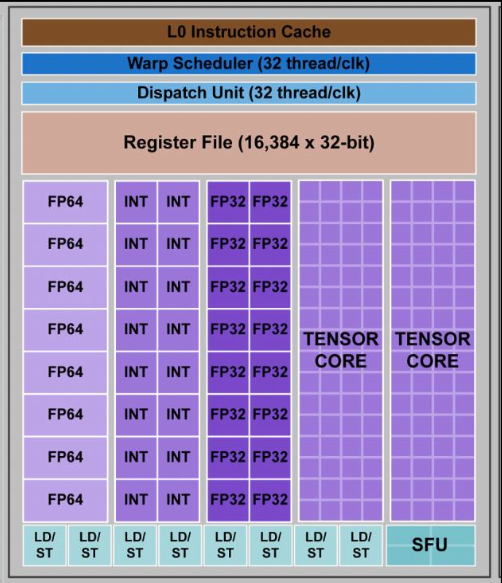 L0 Instruction Cache
Warp Scheduler (32 thread/clk)
Dispatch Unit (32 thread/clk)
Register File (16,384 x 32-bit)
FP64 INT INT FP32 FP32
FP64 INT INT FP32 FP32
FP64 INT INT FP32 FP32
FP64 INT INT FP32 FP32
TENSOR TENSOR
CORE CORE
FP64 INT INT FP32 FP32
FP64 INT INT FP32 FP32
FP64 INT INT FP32 FP32
FP64 INT INT FP32 FP32
LD/ LD/ LD/ LD/ LD/ LD/ LD/ LD/
ST ST ST ST ST ST ST ST
SFU